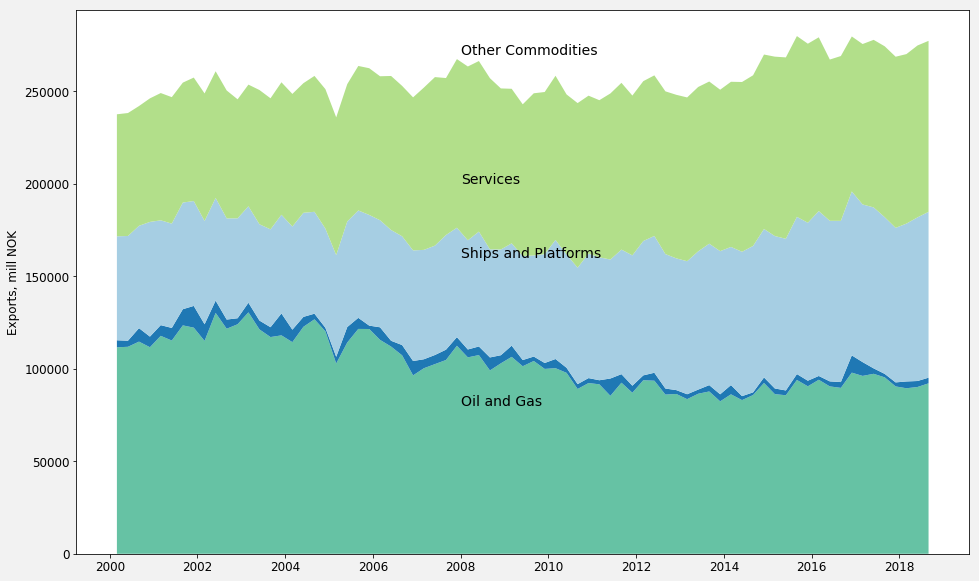 Other Commodities
Services
Ships and Platforms
Oil and Gas
Exports, mill NOK
250000
200000
150000
100000
50000
0
2000 2002 2004 2006 2008 2010 2012 2014 2016 2018